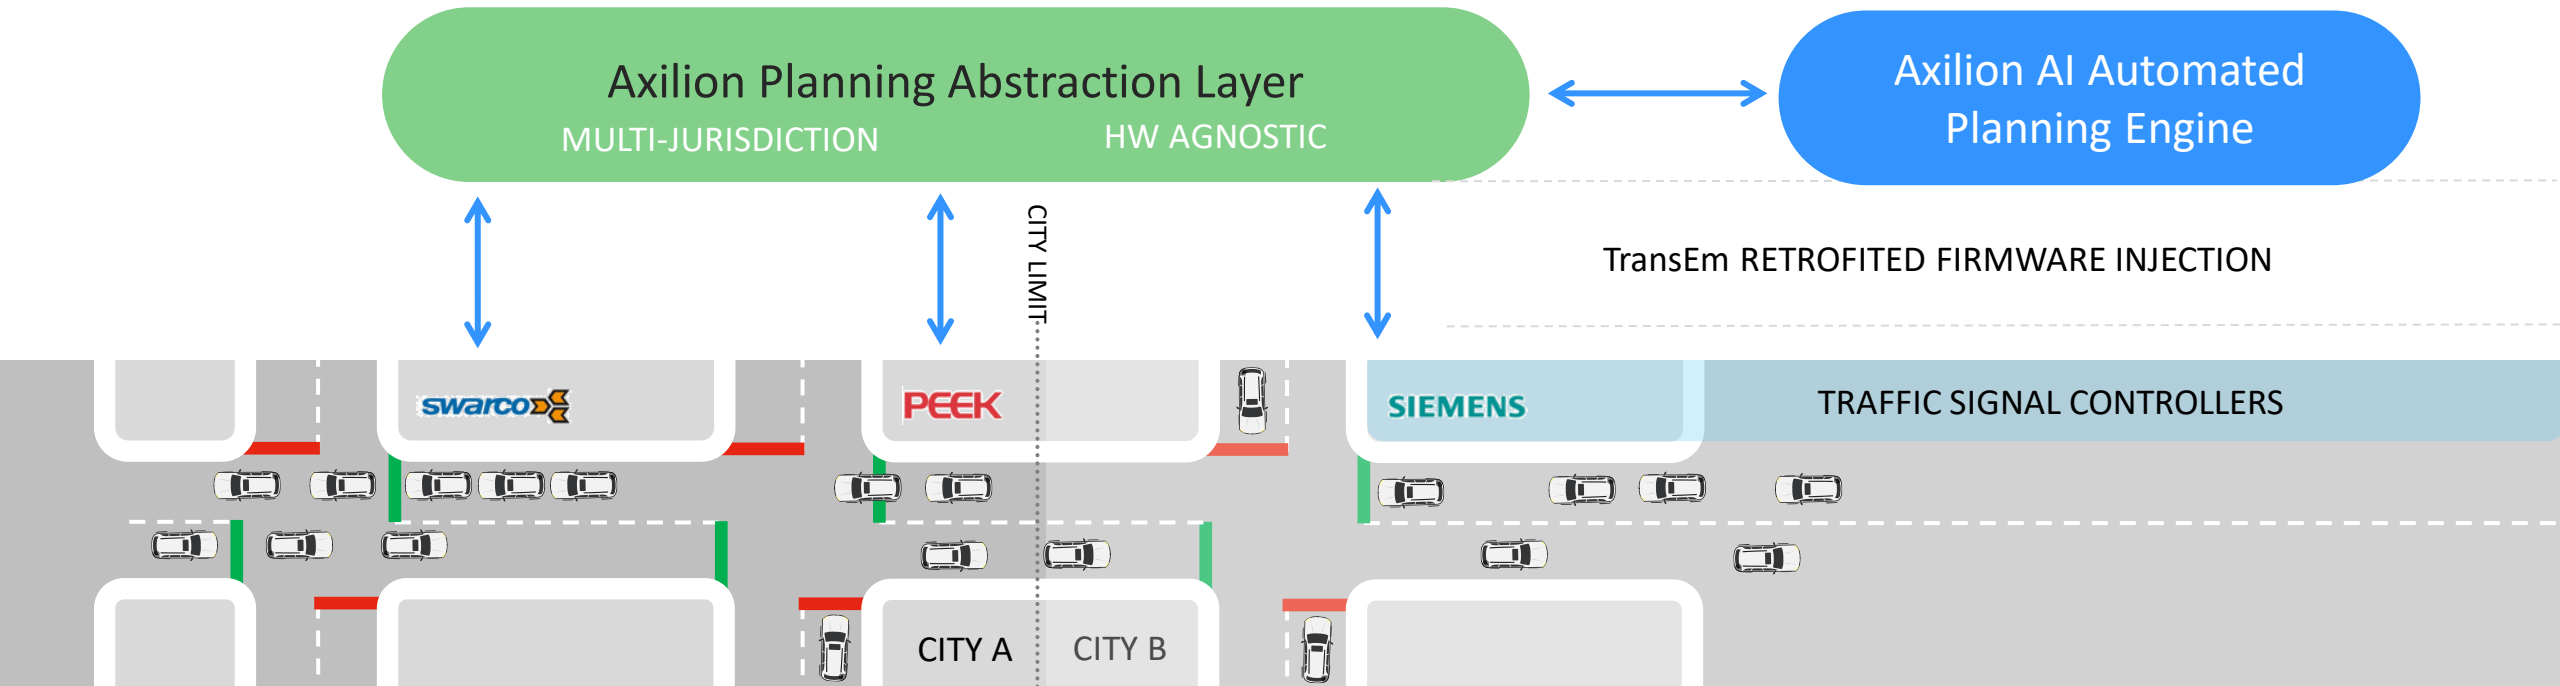 Axilion Planning Abstraction Layer
MULTI-JURISDICTION
HW AGNOSTIC
Axilion AI Automated
Planning Engine
CITY LIMIT
TransEm RETROFITED FIRMWARE INJECTION
swarco
PEEK
SIEMENS
TRAFFIC SIGNAL CONTROLLERS
CITY A
CITY B